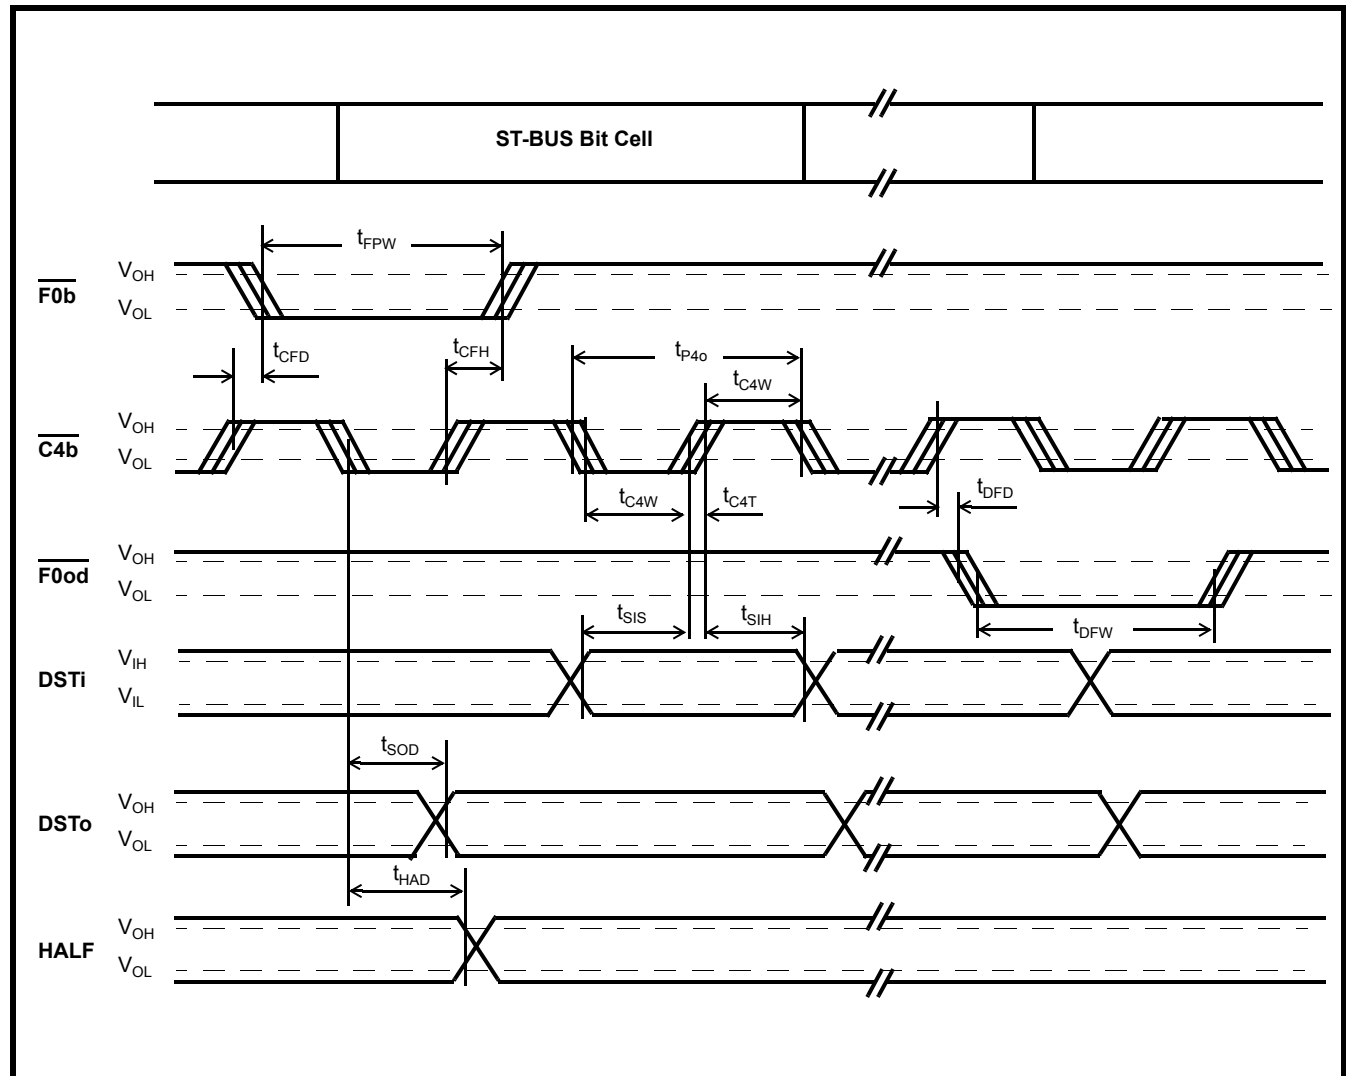 ST-BUS Bit Cell
tFPW
F0b
VOH
VOL
tCFD
tCFH
tP4o
tC4W
C4b
VOH
VOL
tC4W
tC4T
tDFD
F0od
VOH
VOL
tSIS
tSIH
tDFW
DSTi
VIH
VIL
tSOD
DSTo
VOH
VOL
tHAD
HALF
VOH
VOL